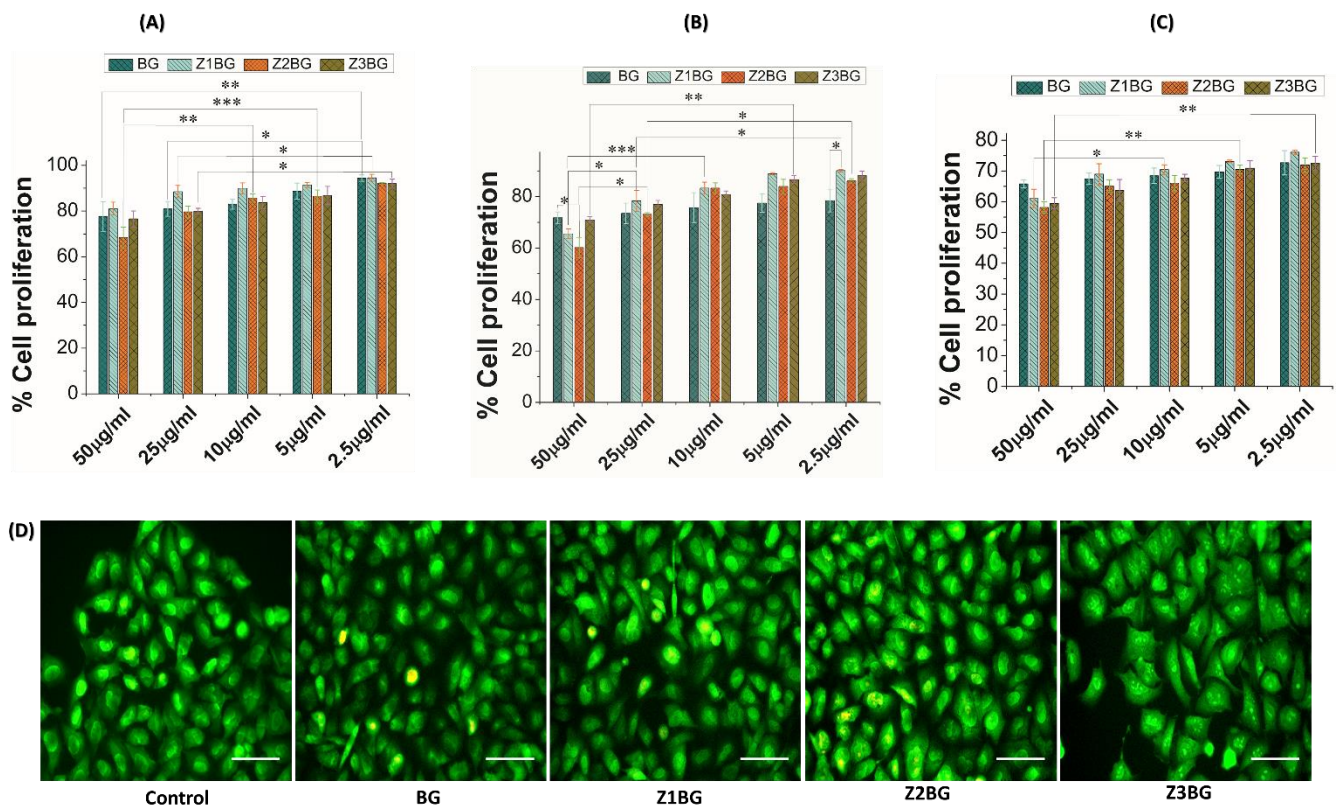 (A)
BG Z1BG Z2BG Z3BG
**
***
**
*
*
*
100
80
60
40
20
0
% Cell proliferation
50µg/ml
25µg/ml
10µg/ml
5µg/ml
2.5µg/ml
(B)
BG Z1BG Z2BG Z3BG
**
*
*
***
*
*
*
*
80
60
40
20
0
% Cell proliferation
50µg/ml
25µg/ml
10µg/ml
5µg/ml
2.5µg/ml
(C)
BG Z1BG Z2BG Z3BG
**
**
*
80
70
60
50
40
30
20
10
0
% Cell proliferation
50µg/ml
25µg/ml
10µg/ml
5µg/ml
2.5µg/ml
(D)
Control
BG
Z1BG
Z2BG
Z3BG